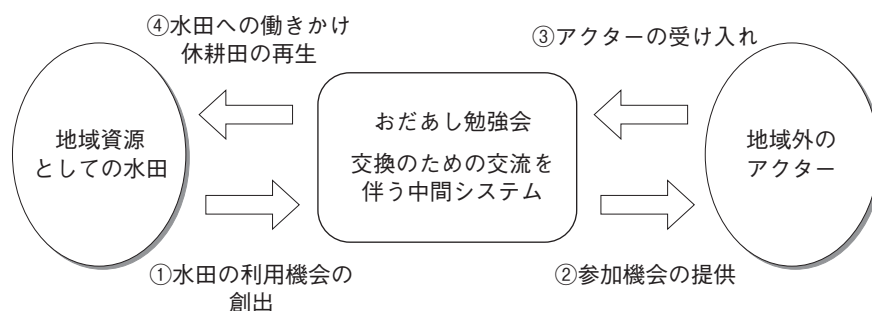 ④水田への働きかけ
休耕田の再生
③アクターの受け入れ
地域資源
としての水田
おだあし勉強会
交換のための交流を
伴う中間システム
地域外の
アクター
①水田の利用機会の
創出
②参加機会の提供